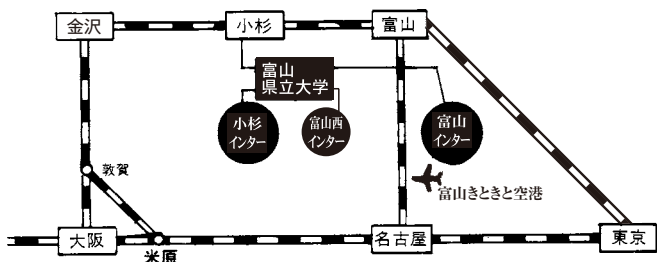 金沢
小杉
富山
富山
県立大学
小杉
インター
富山西
インター
富山
インター
敦賀
富山きときと空港
大阪
米原
名古屋
東京